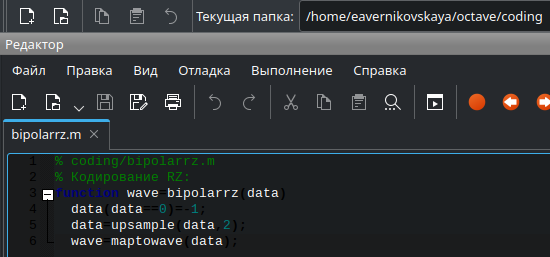 Текущая папка: /home/eavernikovskaya/octave/coding
Редактор
Файл Правка Вид Отладка Выполнение Справка
bipolarrz.m
1 % coding/bipolarrz.m
2 % Кодирование RZ:
3 function wave=bipolarrz(data)
4 data(data==0)=-1;
5 data=upsample(data,2);
6 wave=maptowave(data);